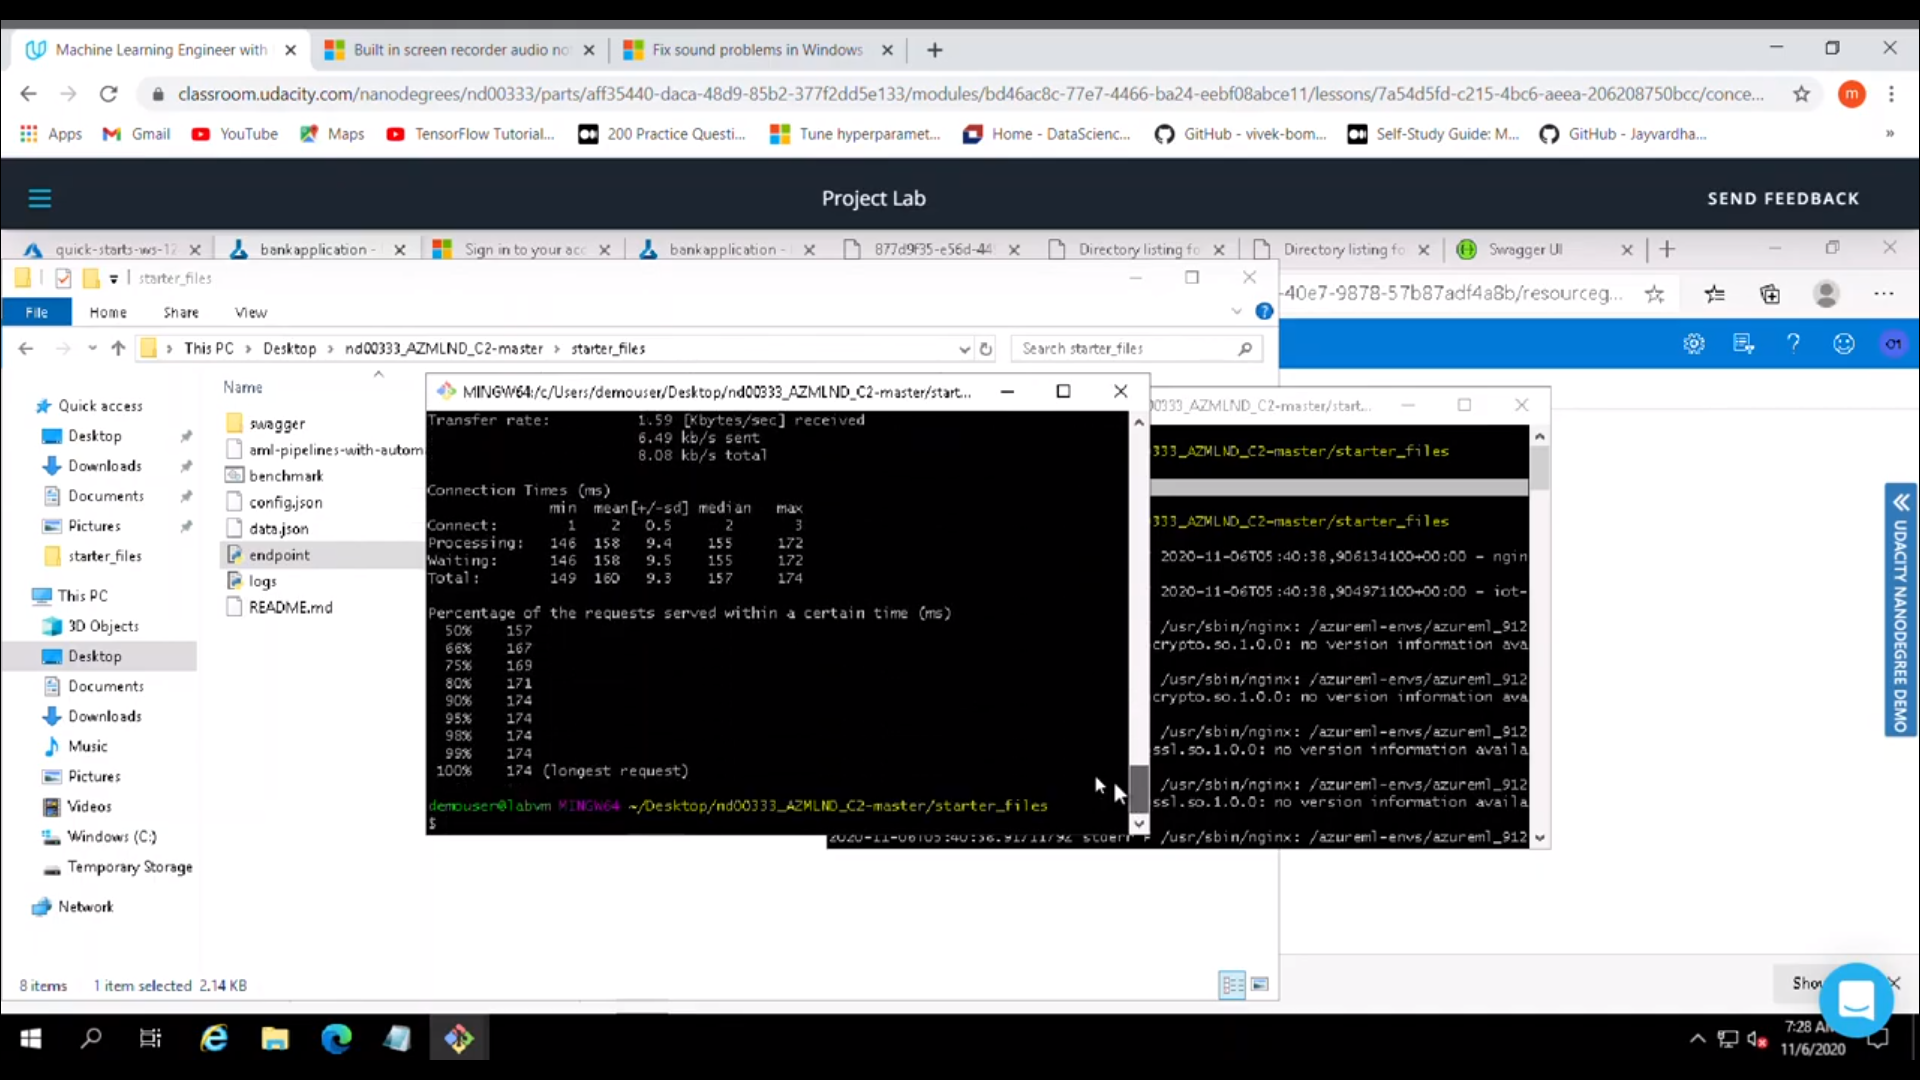 Machine Learning Engineer with
Built in screen recorder audio no
Fix sound problems in Windows
classroom.udacity.com/nanodegrees/nd00333/parts/aff35440-daca-48d9-85b2-377f2dd5e133/modules/bd46ac8c-77e7-4466-ba24-eebf08abce11/lessons/7a54d5fd-c215-4bc6-aeea-206208750bcc/conce...
m
Apps
Gmail
YouTube
Maps
TensorFlow Tutorial...
200 Practice Questi...
Tune hyperparamet...
Home - DataScienc...
GitHub - vivek-bom...
Self-Study Guide: M...
GitHub - Jayvardha...
»
Project Lab
SEND FEEDBACK
quick-starts-ws-12
bankapplication -
Sign in to your acc
bankapplication -
877d9f35-e56d-445
Directory listing fo
Directory listing fo
Swagger UI
starter_files
-40e7-9878-57b87adf4a8b/resourceg...
File
Home
Share
View
This PC > Desktop > nd00333_AZMLND_C2-master > starter_files
Search starter_files
O1
Name
Quick access
Desktop
Downloads
Documents
Pictures
starter_files
This PC
3D Objects
Desktop
Documents
Downloads
Music
Pictures
Videos
Windows (C:)
Temporary Storage
Network
swagger
aml-pipelines-with-autom
benchmark
config.json
data.json
endpoint
logs
README.md
MINGW64:/c/Users/demouser/Desktop/nd00333_AZMLND_C2-master/start...
Transfer rate: 1.59 [Kbytes/sec] received
6.49 kb/s sent
8.08 kb/s total
Connection Times (ms)
min mean[+/-sd] median max
Connect: 1 2 0.5 2 3
Processing: 146 158 9.4 155 172
Waiting: 146 158 9.5 155 172
Total: 149 160 9.3 157 174
Percentage of the requests served within a certain time (ms)
50% 157
66% 167
75% 169
80% 171
90% 174
95% 174
98% 174
99% 174
100% 174 (longest request)
demouser@labvm MINGW64 ~/Desktop/nd00333_AZMLND_C2-master/starter_files
$
00333_AZMLND_C2-master/start...
333_AZMLND_C2-master/starter_files
333_AZMLND_C2-master/starter_files
2020-11-06T05:40:38,906134100+00:00 - ngin
2020-11-06T05:40:38,904971100+00:00 - iot-
/usr/sbin/nginx: /azureml-envs/azureml_912
crypto.so.1.0.0: no version information ava
/usr/sbin/nginx: /azureml-envs/azureml_912
crypto.so.1.0.0: no version information ava
/usr/sbin/nginx: /azureml-envs/azureml_912
ssl.so.1.0.0: no version information availa
/usr/sbin/nginx: /azureml-envs/azureml_912
ssl.so.1.0.0: no version information availa
/usr/sbin/nginx: /azureml-envs/azureml_912
UDACITY NANODEGREE DEMO
8 items
1 item selected 2.14 KB
Show
7:28 AM
11/6/2020